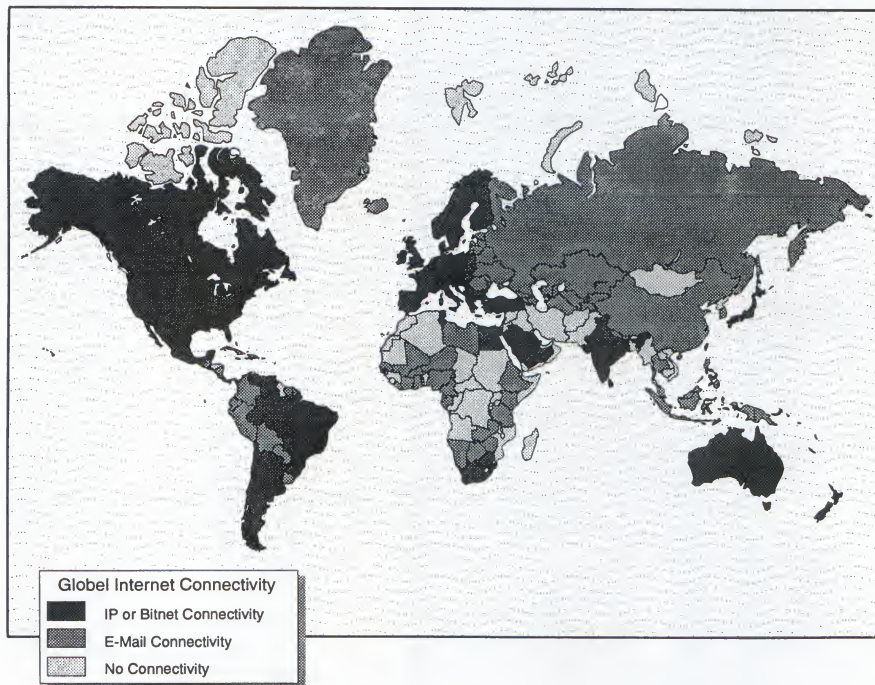 Globel Internet Connectivity
IP or Bitnet Connectivity
E-Mail Connectivity
No Connectivity